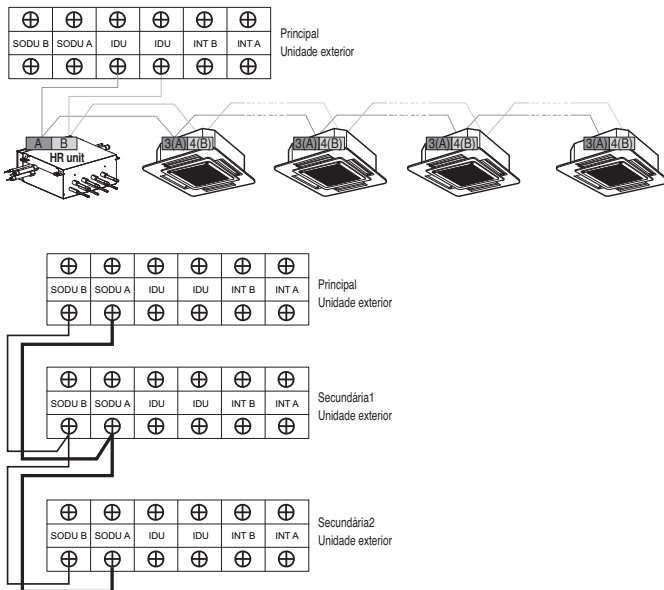 SODU B SODU A IDU IDU INT B INT A
Principal
Unidade exterior
A B
HR unit
3(A) 4(B) 3(A) 4(B) 3(A) 4(B) 3(A) 4(B)
SODU B SODU A IDU IDU INT B INT A
Principal
Unidade exterior
SODU B SODU A IDU IDU INT B INT A
Secundária1
Unidade exterior
SODU B SODU A IDU IDU INT B INT A
Secundária2
Unidade exterior